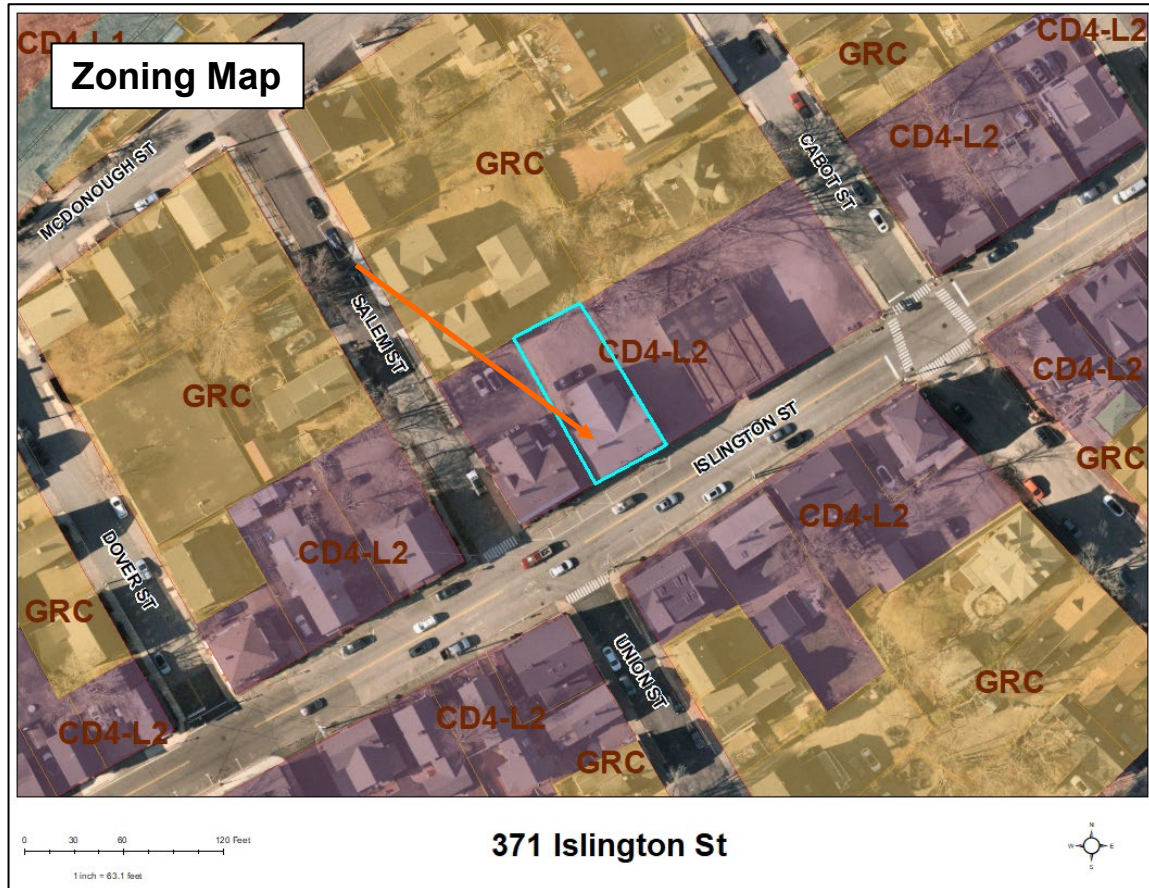 CD4-L1
Zoning Map
CD4-L2
GRC
MCDONOUGH ST
CD4-L2
GRC
CABOT ST
SALEM ST
CD4-L2
CD4-L2
GRC
ISLINGTON ST
GRC
DOVER ST
CD4-L2
CD4-L2
GRC
UNION ST
GRC
CD4-L2
CD4-L2
GRC
0 30 60 120 Feet
1 inch = 63.1 feet
371 Islington St
N
W E
S